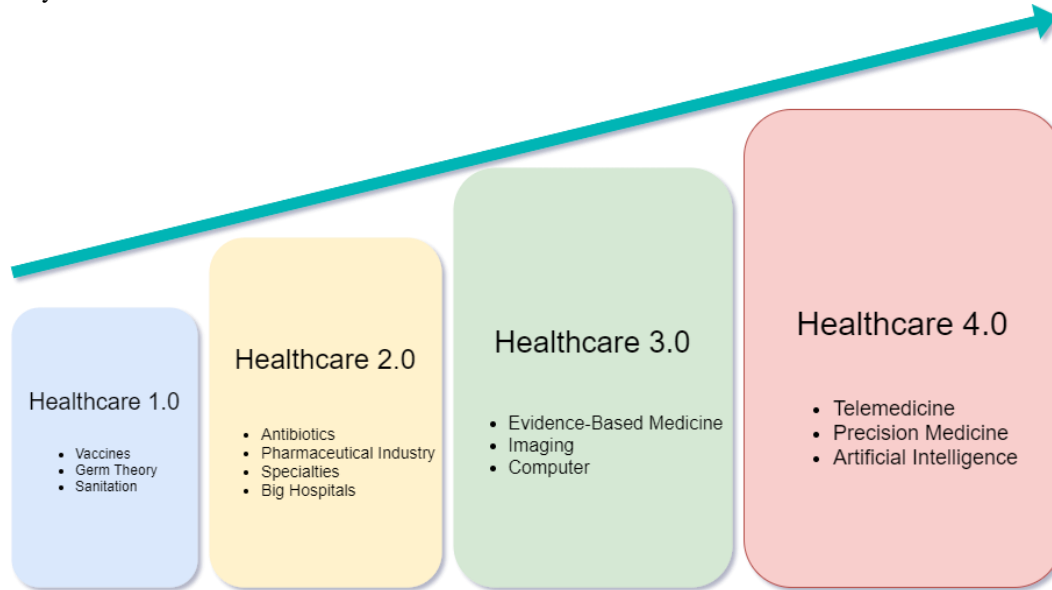 Healthcare 1.0
Vaccines
Germ Theory
Sanitation
Healthcare 2.0
Antibiotics
Pharmaceutical Industry
Specialties
Big Hospitals
Healthcare 3.0
Evidence-Based Medicine
Imaging
Computer
Healthcare 4.0
Telemedicine
Precision Medicine
Artificial Intelligence